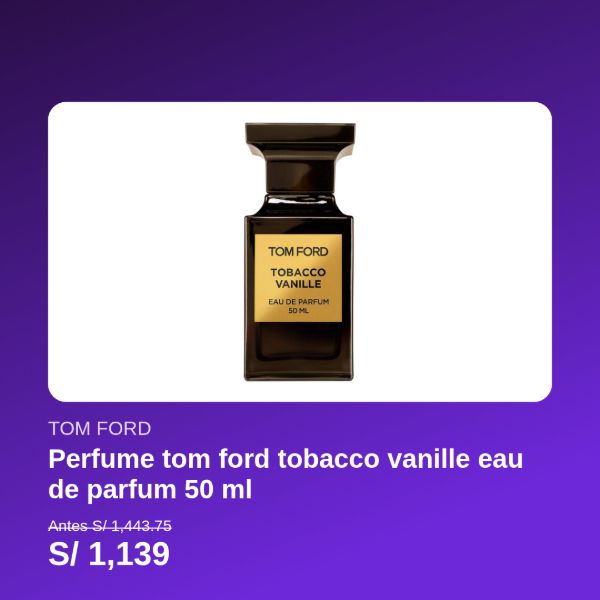 TOM FORD
TOBACCO
VANILLE
EAU DE PARFUM
50 ML
TOM FORD
Perfume tom ford tobacco vanille eau
de parfum 50 ml
Antes S/ 1,443.75
S/ 1,139